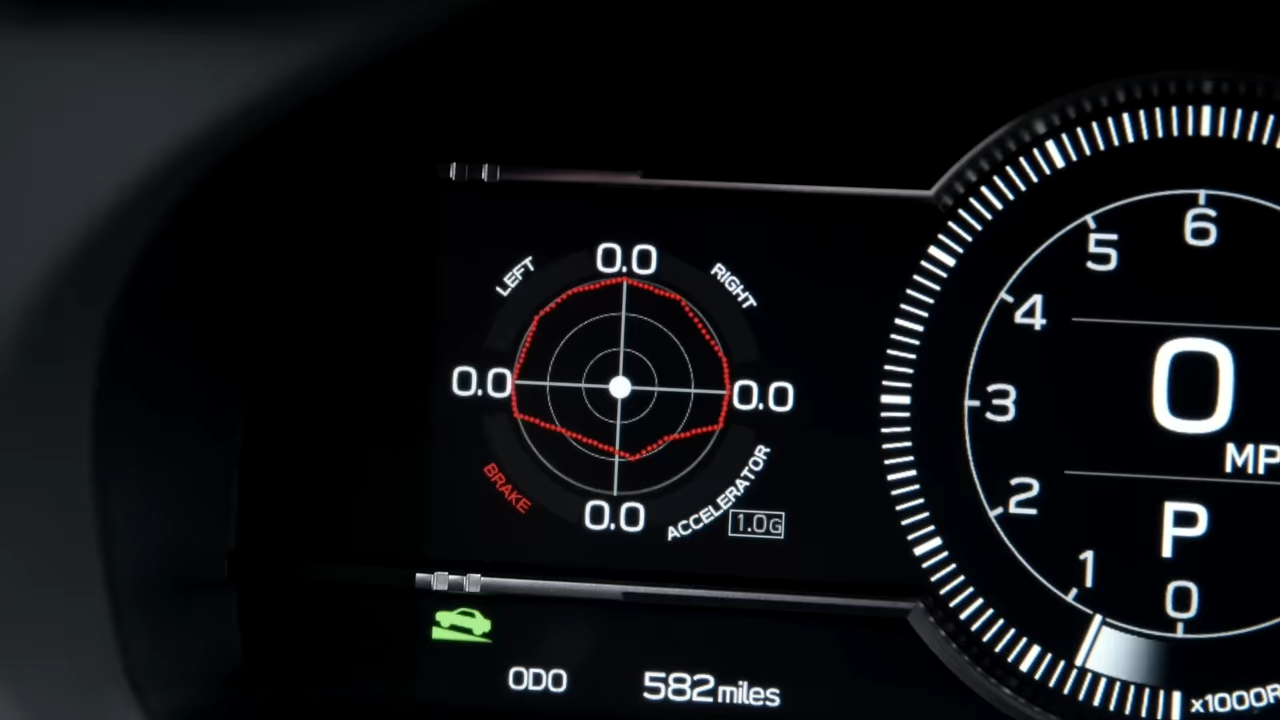 LEFT
0.0
RIGHT
0.0
0.0
BRAKE
0.0
ACCELERATOR
1.0G
ODO
582 miles
6
5
4
3
2
1
0
0
MP
P
x1000R